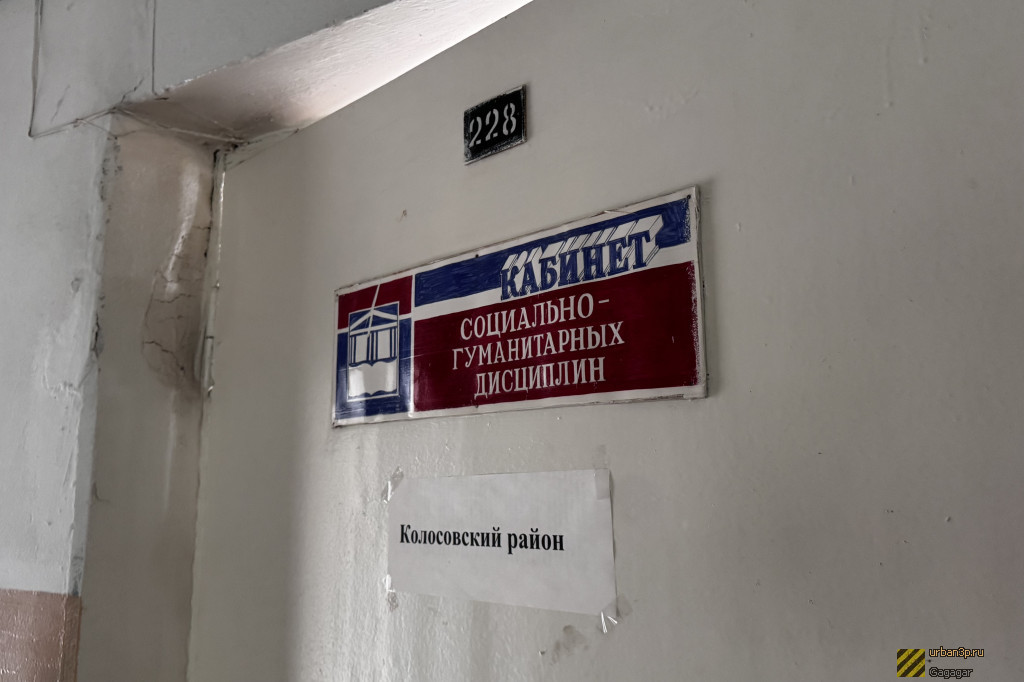 228
КАБИНЕТ
СОЦИАЛЬНО-
ГУМАНИТАРНЫХ
ДИСЦИПЛИН
Колосовский район
urban3p.ru
Gagagar